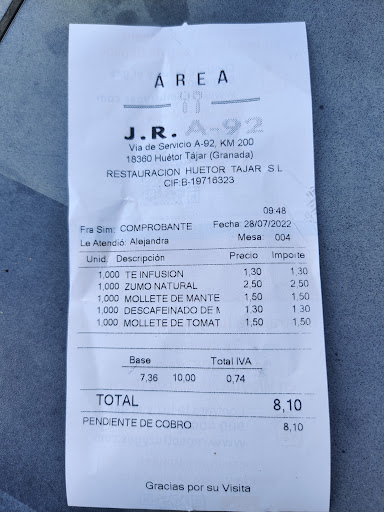 ÁREA
J.R. A-92
Via de Servicio A-92, KM 200
18360 Huétor Tájar (Granada)
RESTAURACION HUETOR TAJAR S.L
CIF:B-19716323
09:48
Fra Sim: COMPROBANTE Fecha: 28/07/2022
Le Atendió: Alejandra Mesa: 004
Unid. Descripción Precio Importe
1,000 TE INFUSION 1,30 1,30
1,000 ZUMO NATURAL 2,50 2,50
1,000 MOLLETE DE MANTE 1,50 1,50
1,000 DESCAFEINADO DE M 1,30 1,30
1,000 MOLLETE DE TOMAT 1,50 1,50
Base Total IVA
7,36 10,00 0,74
TOTAL 8,10
PENDIENTE DE COBRO 8,10
Gracias por su Visita